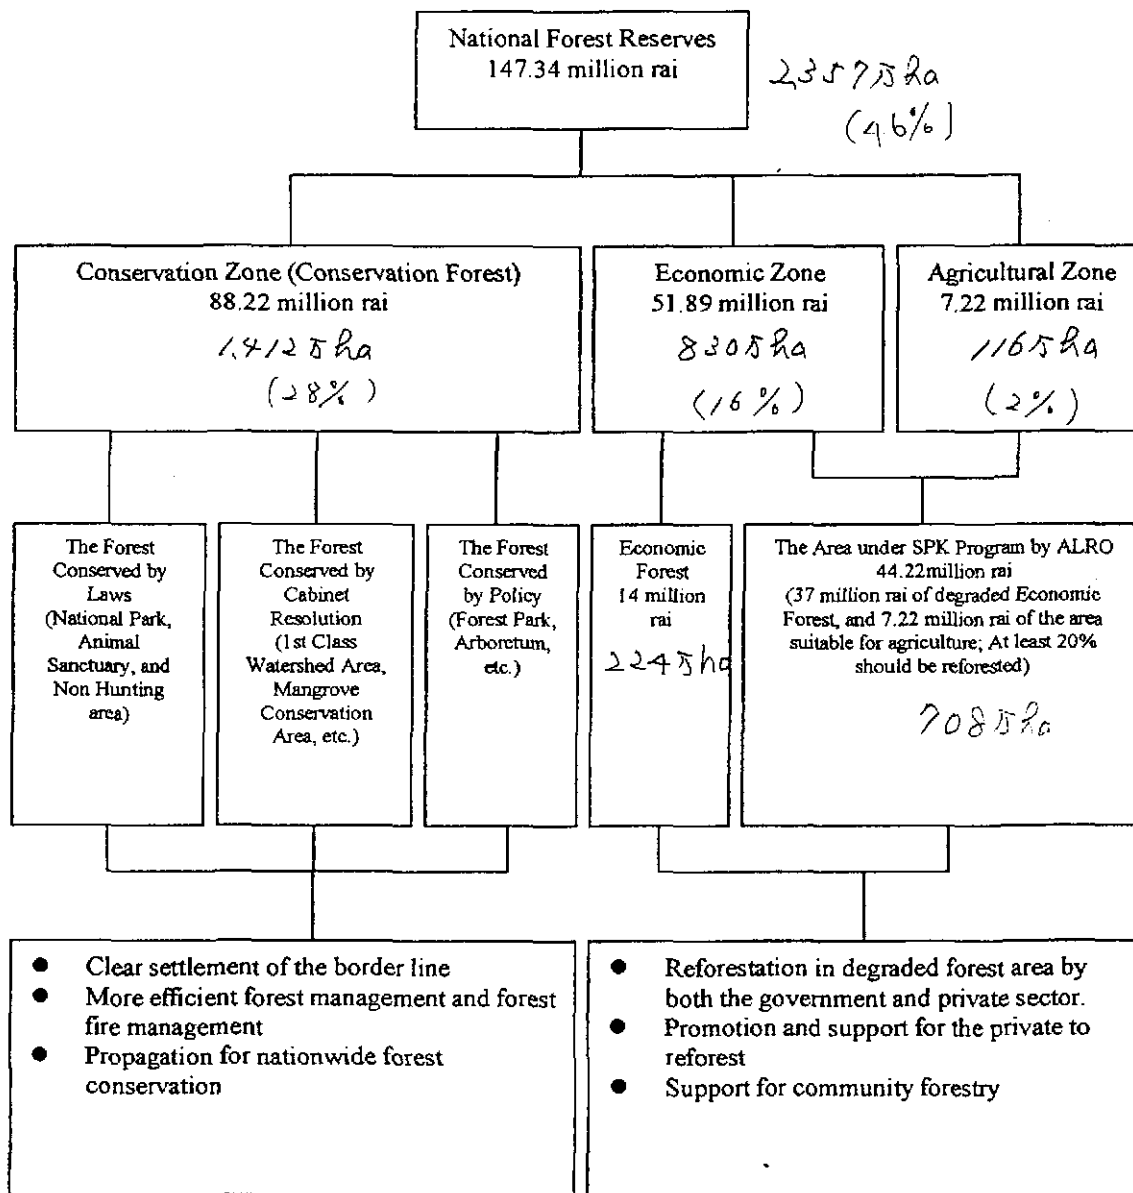 National Forest Reserves
147.34 million rai
2,357万ha
(46%)
Conservation Zone (Conservation Forest)
88.22 million rai
1,412万ha
(28%)
Economic Zone
51.89 million rai
830万ha
(16%)
Agricultural Zone
7.22 million rai
116万ha
(2%)
The Forest
Conserved by
Laws
(National Park,
Animal
Sanctuary, and
Non Hunting
area)
The Forest
Conserved by
Cabinet
Resolution
(1st Class
Watershed Area,
Mangrove
Conservation
Area, etc.)
The Forest
Conserved
by Policy
(Forest Park,
Arboretum,
etc.)
Economic
Forest
14 million
rai
224万ha
The Area under SPK Program by ALRO
44.22million rai
(37 million rai of degraded Economic
Forest, and 7.22 million rai of the area
suitable for agriculture; At least 20%
should be reforested)
708万ha
● Clear settlement of the border line
● More efficient forest management and forest
fire management
● Propagation for nationwide forest
conservation
● Reforestation in degraded forest area by
both the government and private sector.
● Promotion and support for the private to
reforest
● Support for community forestry